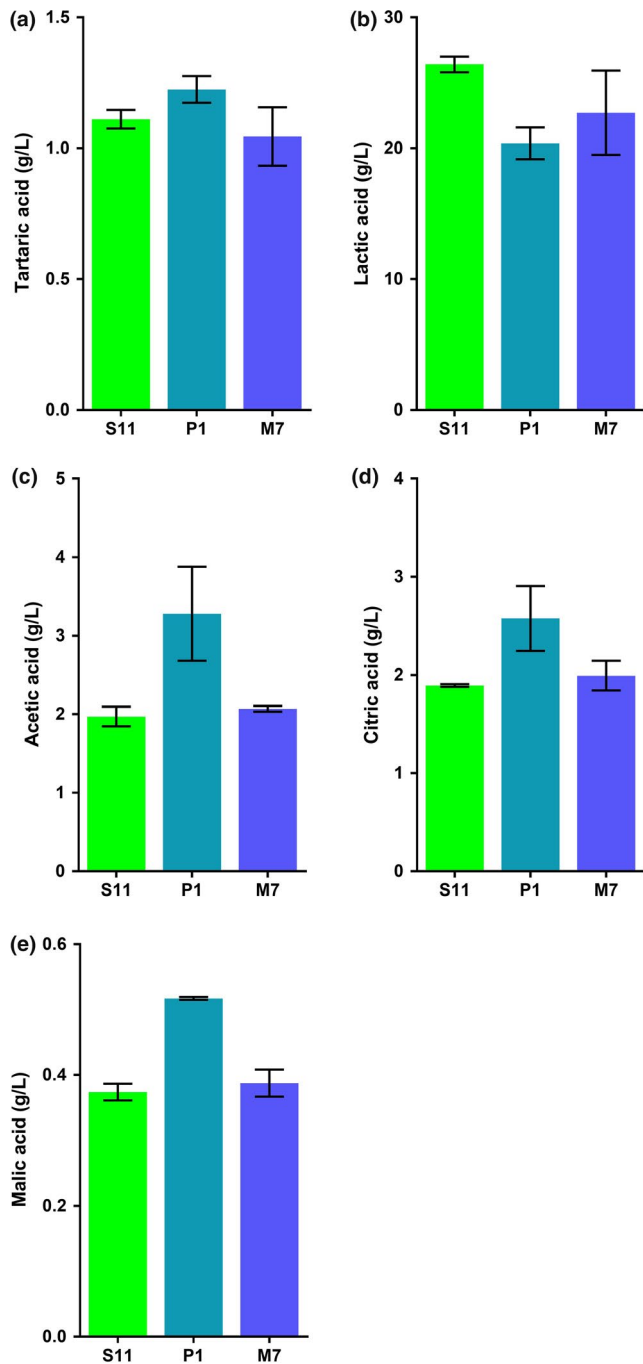 (a)
Tartaric acid (g/L)
1.5
1.0
0.5
0.0
S11 P1 M7
(b)
Lactic acid (g/L)
30
20
10
0
S11 P1 M7
(c)
Acetic acid (g/L)
5
4
3
2
1
0
S11 P1 M7
(d)
Citric acid (g/L)
4
3
2
1
0
S11 P1 M7
(e)
Malic acid (g/L)
0.6
0.4
0.2
0.0
S11 P1 M7